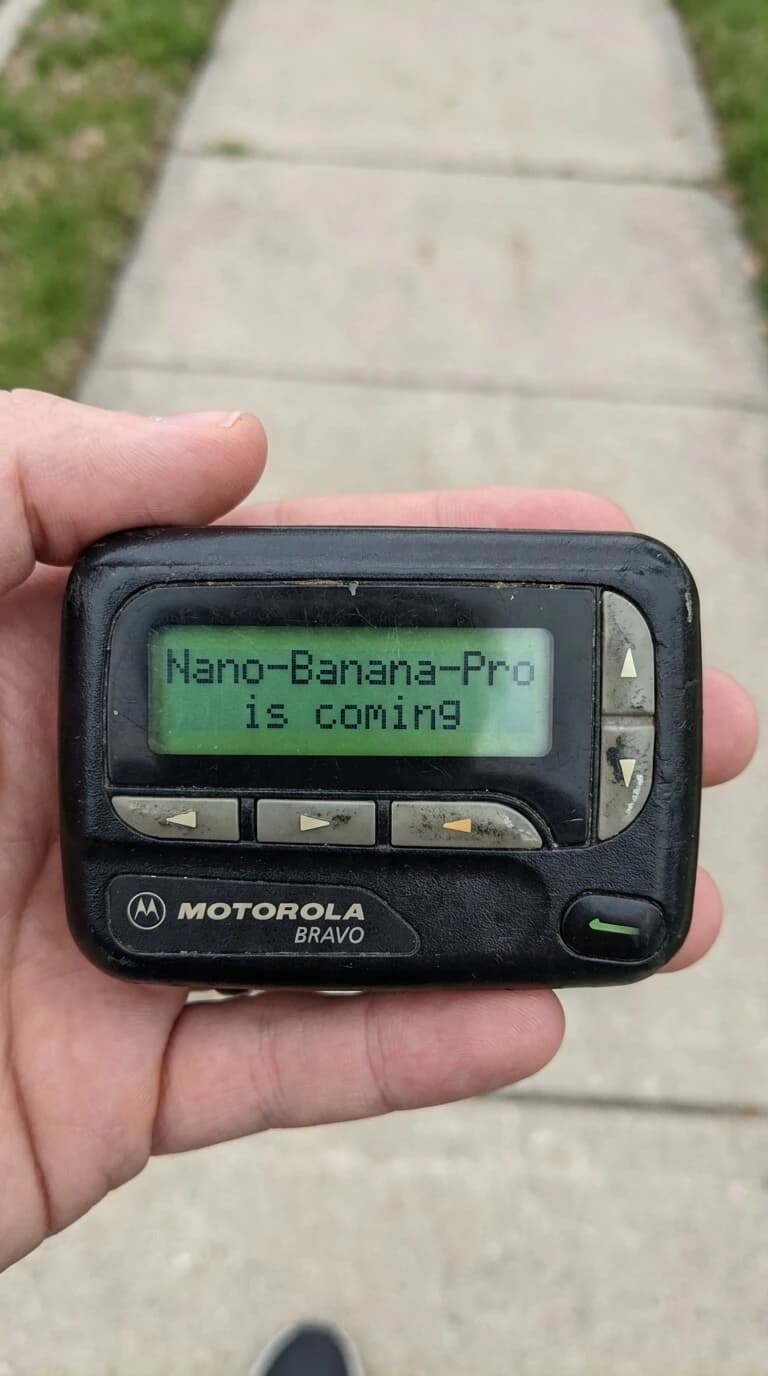 Nano-Banana-Pro
is coming
MOTOROLA
BRAVO